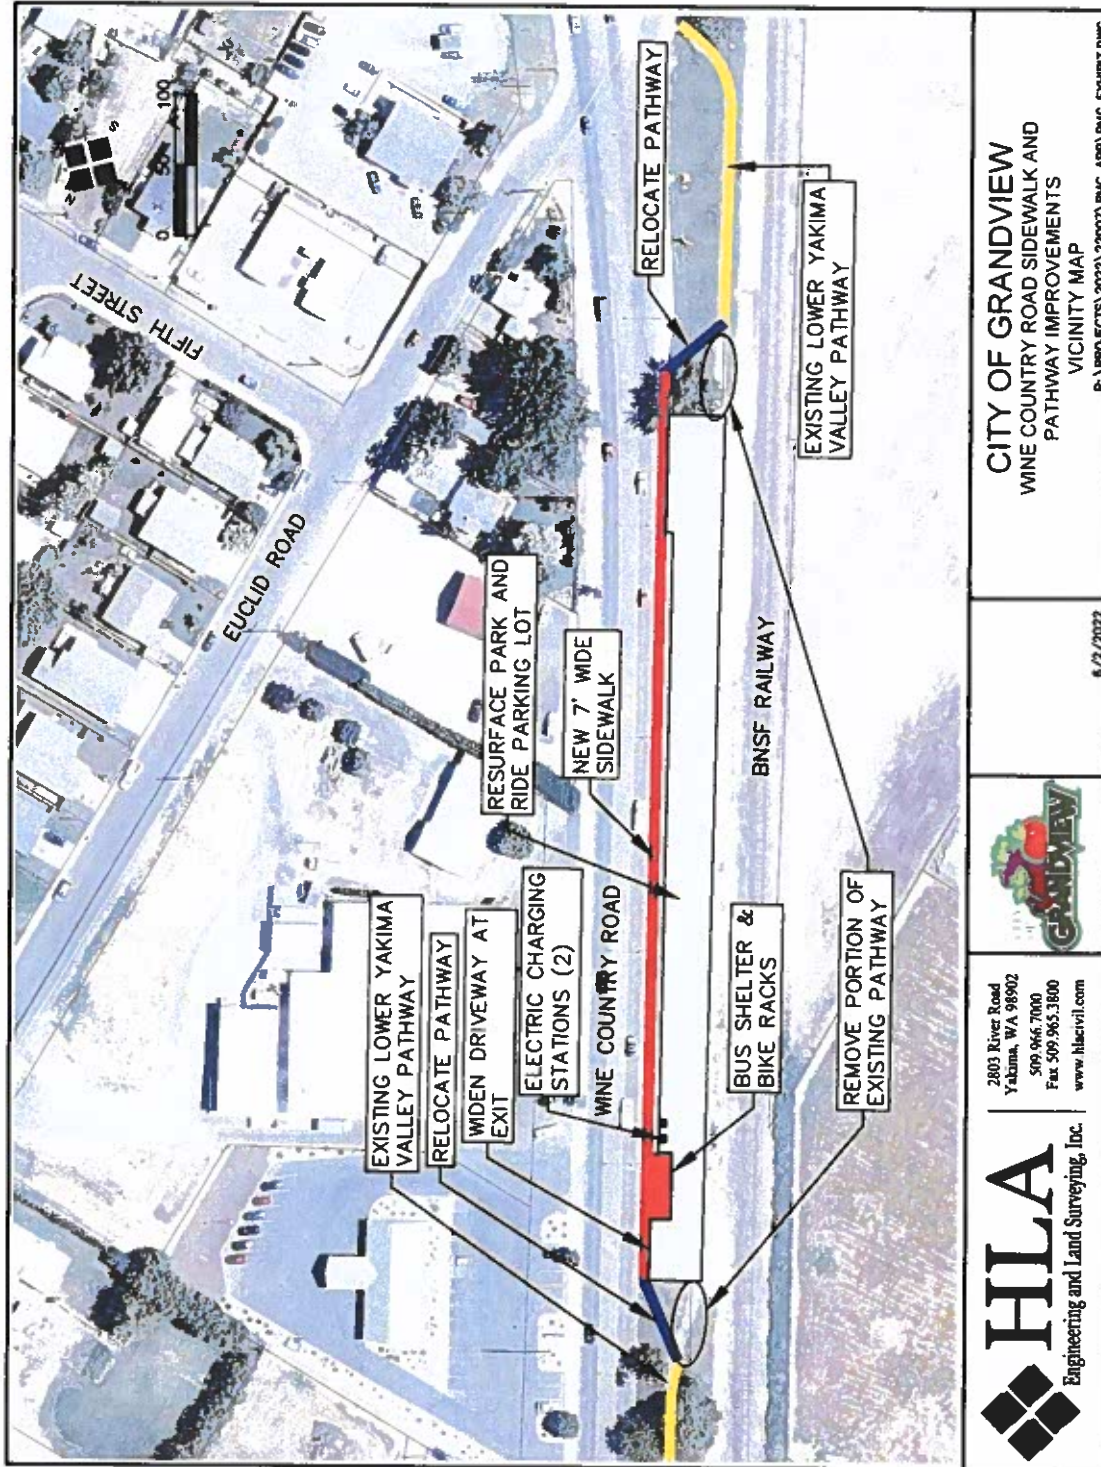 N
S
0 50 100
FIFTH STREET
EUCLID ROAD
EXISTING LOWER YAKIMA
VALLEY PATHWAY
RELOCATE PATHWAY
WIDEN DRIVEWAY AT
EXIT
ELECTRIC CHARGING
STATIONS (2)
RESURFACE PARK AND
RIDE PARKING LOT
NEW 7' WIDE
SIDEWALK
RELOCATE PATHWAY
WINE COUNTRY ROAD
EXISTING LOWER YAKIMA
VALLEY PATHWAY
BUS SHELTER &
BIKE RACKS
BNSF RAILWAY
REMOVE PORTION OF
EXISTING PATHWAY
HLA
Engineering and Land Surveying, Inc.
2803 River Road
Yakima, WA 98902
509.966.7000
Fax 509.965.3800
www.hlacivil.com
GRANDVIEW
6/2/2022
CITY OF GRANDVIEW
WINE COUNTRY ROAD SIDEWALK AND
PATHWAY IMPROVEMENTS
VICINITY MAP